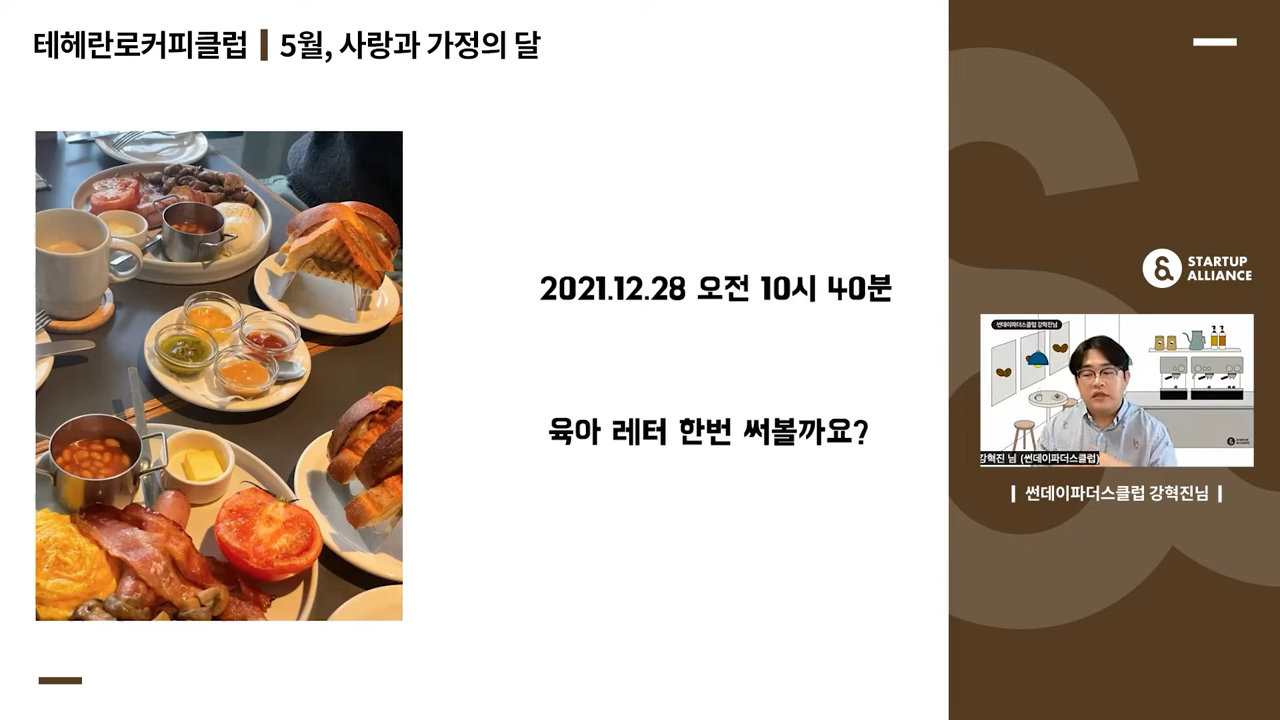 테헤란로커피클럽 | 5월, 사랑과 가정의 달
2021.12.28 오전 10시 40분
육아 레터 한번 써볼까요?
STARTUP
ALLIANCE
썬데이파더스클럽 강혁진님
강혁진 님 (썬데이파더스클럽)
| 썬데이파더스클럽 강혁진님 |